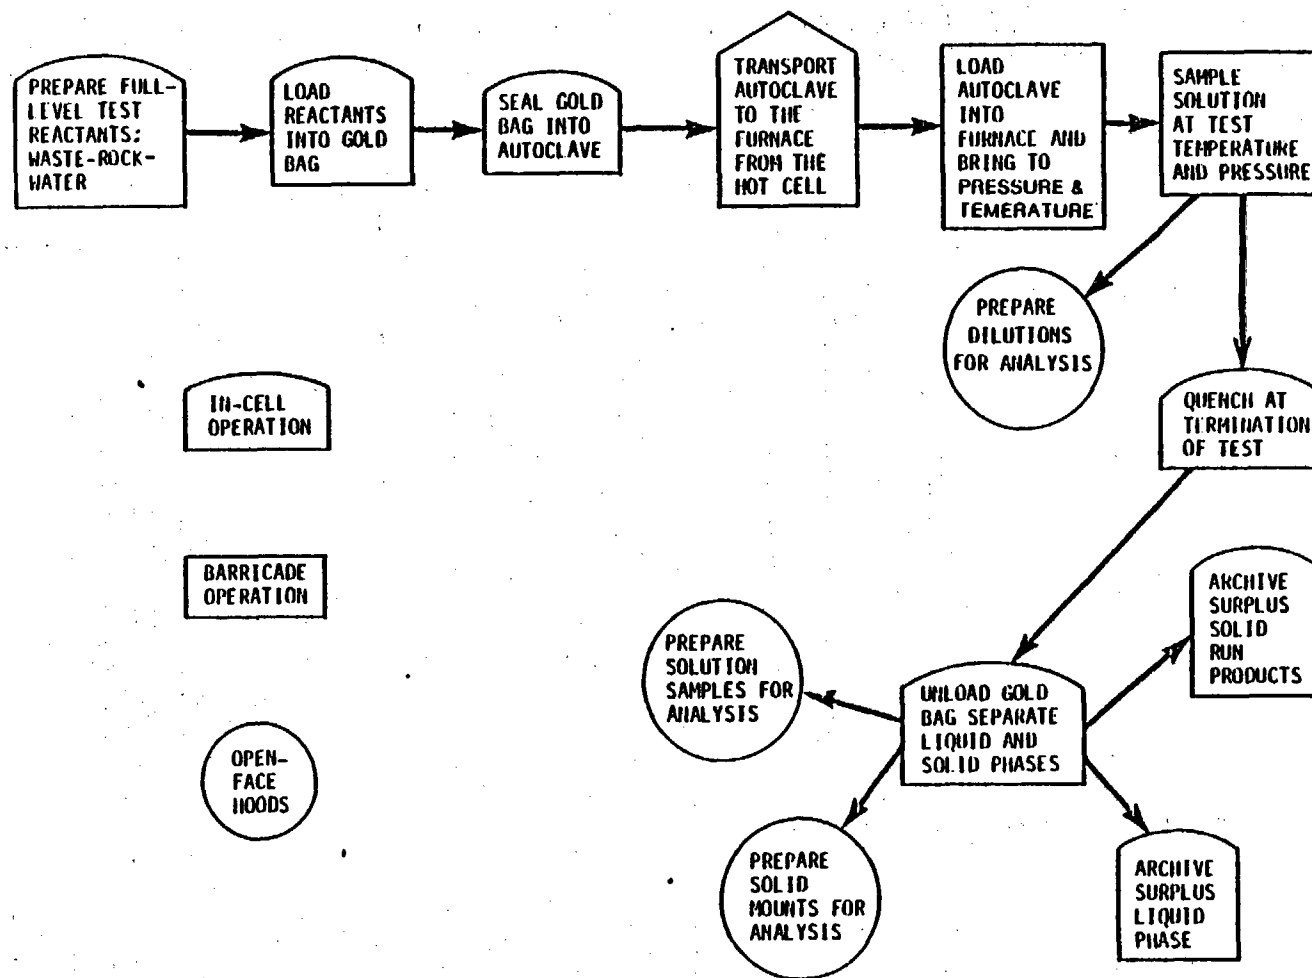 PREPARE FULL-
LEVEL TEST
REACTANTS:
WASTE-ROCK-
WATER
LOAD
REACTANTS
INTO GOLD
BAG
SEAL GOLD
BAG INTO
AUTOCLAVE
TRANSPORT
AUTOCLAVE
TO THE
FURNACE
FROM THE
HOT CELL
LOAD
AUTOCLAVE
INTO
FURNACE AND
BRING TO
PRESSURE &
TEMERATURE
SAMPLE
SOLUTION
AT TEST
TEMPERATURE
AND PRESSURE
PREPARE
DILUTIONS
FOR ANALYSIS
IN-CELL
OPERATION
QUENCH AT
TERMINATION
OF TEST
BARRICADE
OPERATION
ARCHIVE
SURPLUS
SOLID
RUN
PRODUCTS
PREPARE
SOLUTION
SAMPLES FOR
ANALYSIS
UNLOAD GOLD
BAG SEPARATE
LIQUID AND
SOLID PHASES
OPEN-
FACE
HOODS
PREPARE
SOLID
MOUNTS FOR
ANALYSIS
ARCHIVE
SURPLUS
LIQUID
PHASE